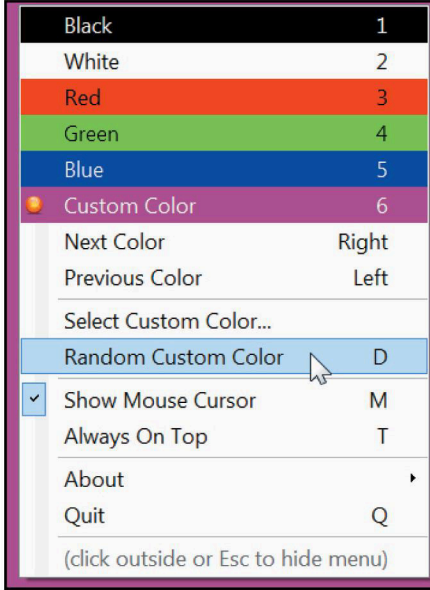 Black 1
White 2
Red 3
Green 4
Blue 5
Custom Color 6
Next Color Right
Previous Color Left
Select Custom Color...
Random Custom Color D
Show Mouse Cursor M
Always On Top T
About
Quit Q
(click outside or Esc to hide menu)